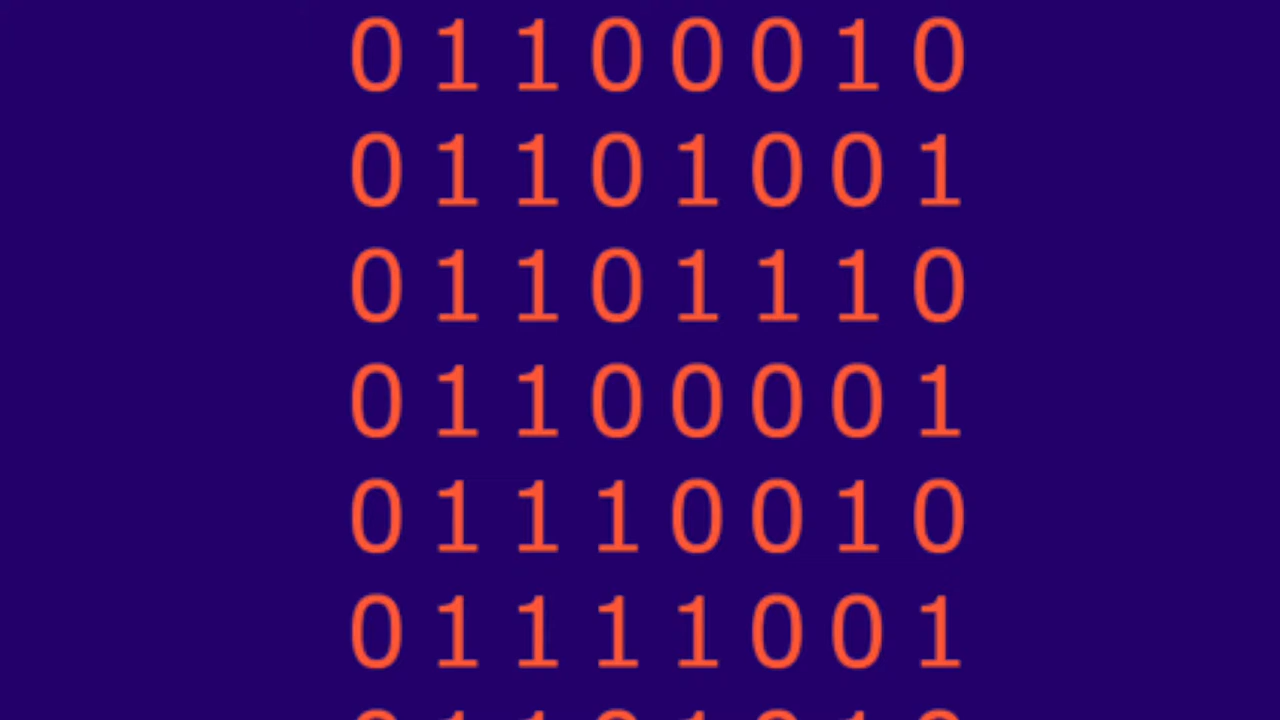 0 1 1 0 0 0 1 0
0 1 1 0 1 0 0 1
0 1 1 0 1 1 1 0
0 1 1 0 0 0 0 1
0 1 1 1 0 0 1 0
0 1 1 1 1 0 0 1